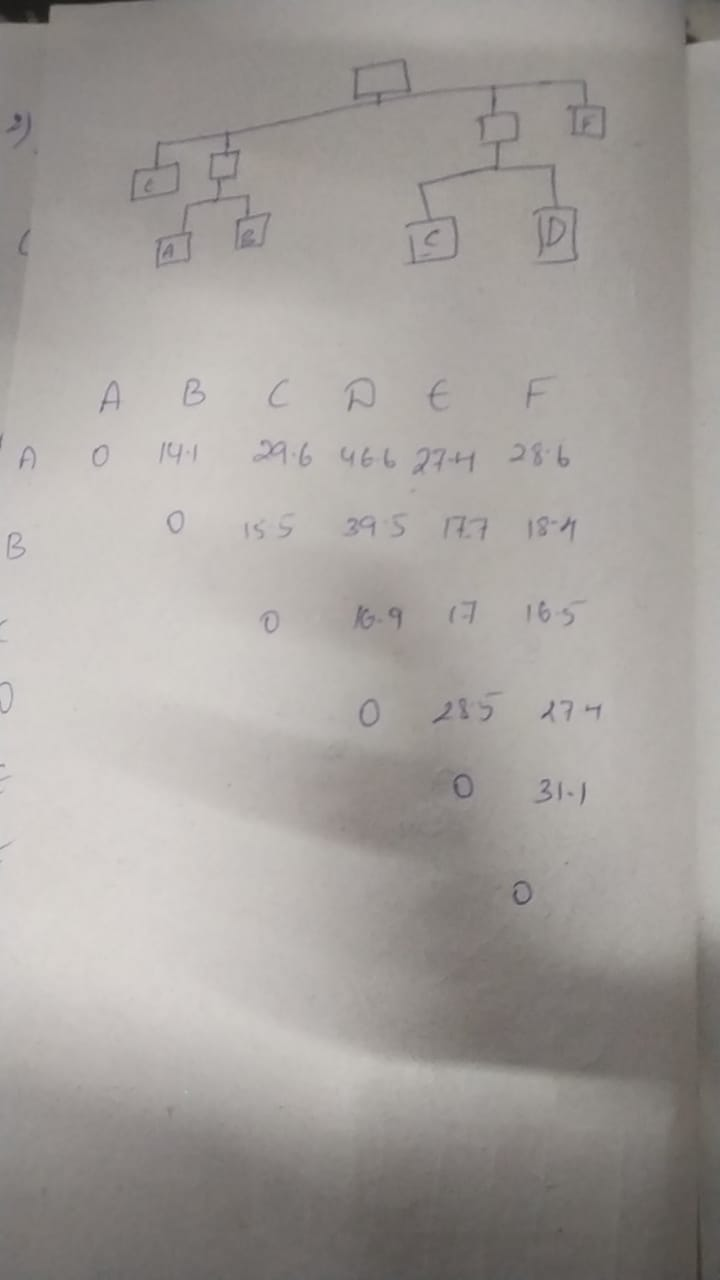 2)
F
E
A B
C D
A B C D E F
A 0 14.1 29.6 46.6 27.4 28.6
B 0 15.5 39.5 17.7 18.4
C 0 16.9 17 16.5
D 0 28.5 27.4
E 0 31.1
0